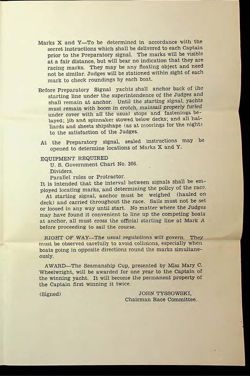 Marks X and Y—To be determined in accordance with the
secret instructions which shall be delivered to each Captain
prior to the Preparatory signal. The marks will be visible
at a fair distance, but will bear no indication that they are
racing marks. They may be any floating object and need
not be similar. Judges will be stationed within sight of each
mark to check roundings by each boat.
Before Preparatory Signal yachts shall anchor back of the
starting line under the superintendence of the Judges and
shall remain at anchor. Until the starting signal, yachts
must remain with boom in crotch, mainsail properly furled
under cover with all the usual stops and fastenings be-
layed; jib and spinnaker stowed below decks; and all hal-
liards and sheets shipshape (as at moorings for the night)
to the satisfaction of the Judges.
At the Preparatory signal, sealed instructions may be
opened to determine locations of Marks X and Y.
EQUIPMENT REQUIRED
U. S. Government Chart No. 366.
Dividers.
Parallel rules or Protractor.
It is intended that the interval between signals shall be em-
ployed locating marks, and determining the policy of the race.
At starting signal, anchors must be weighed (hauled on
deck) and carried throughout the race. Sails must not be set
or loosed in any way until start. No matter where the Judges
may have found it convenient to line up the competing boats
at anchor, all must cross the official starting line at Mark A
before proceeding to sail the course.
RIGHT OF WAY—The usual regulations will govern. They
must be observed carefully to avoid collisions, especially when
boats going in opposite directions round the marks simultane-
ously.
AWARD—The Seamanship Cup, presented by Miss Mary C.
Wheelwright, will be awarded for one year to the Captain of
the winning yacht. It will become the permanent property of
the Captain first winning it twice.
(Signed) JOHN TYSSOWSKI,
Chairman Race Committee.